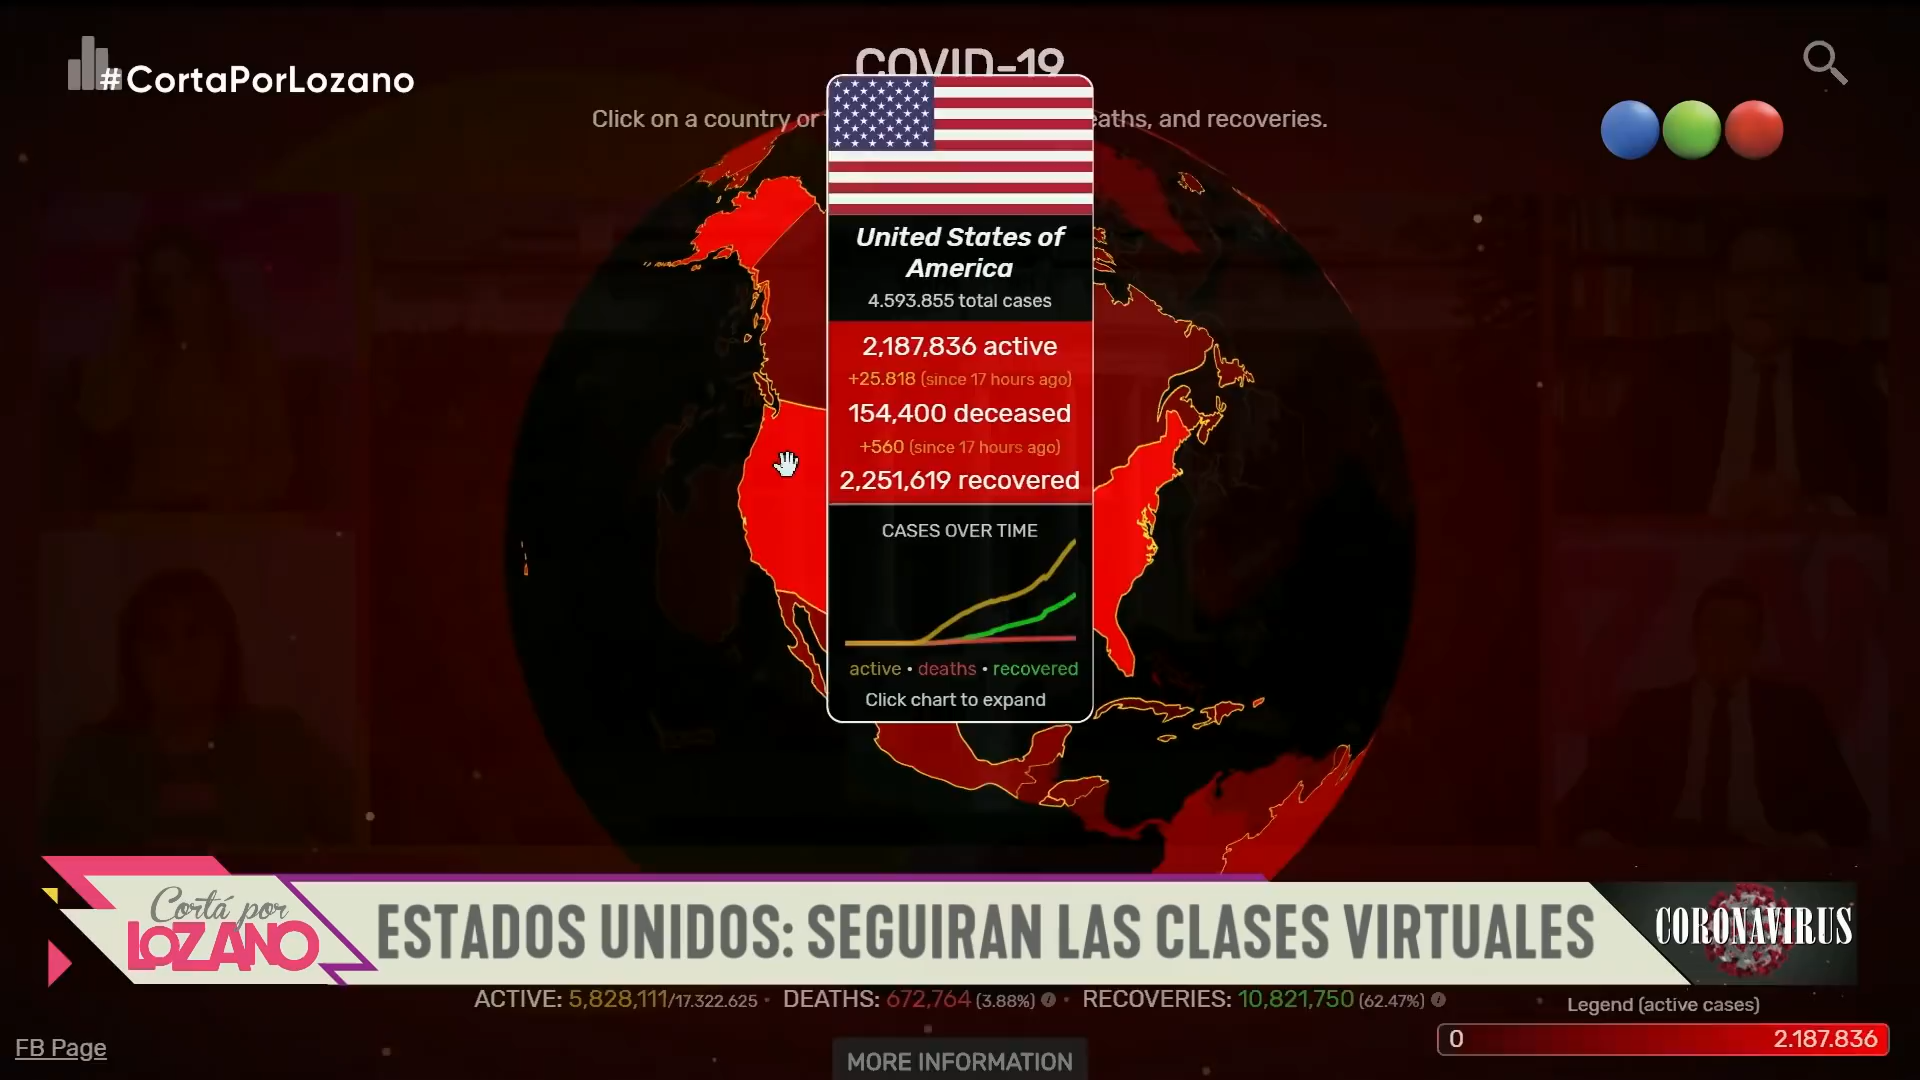 #CortaPorLozano
COVID-19
Click on a country or
eaths, and recoveries.
United States of
America
4.593.855 total cases
2,187,836 active
+25.818 (since 17 hours ago)
154,400 deceased
+560 (since 17 hours ago)
2,251,619 recovered
CASES OVER TIME
active • deaths • recovered
Click chart to expand
Cortá por
LOZANO
ESTADOS UNIDOS: SEGUIRAN LAS CLASES VIRTUALES
CORONAVIRUS
ACTIVE: 5,828,111/17.322.625 · DEATHS: 672,764 (3.88%) · RECOVERIES: 10,821,750 (62.47%)
Legend (active cases)
0 2.187.836
FB Page
MORE INFORMATION